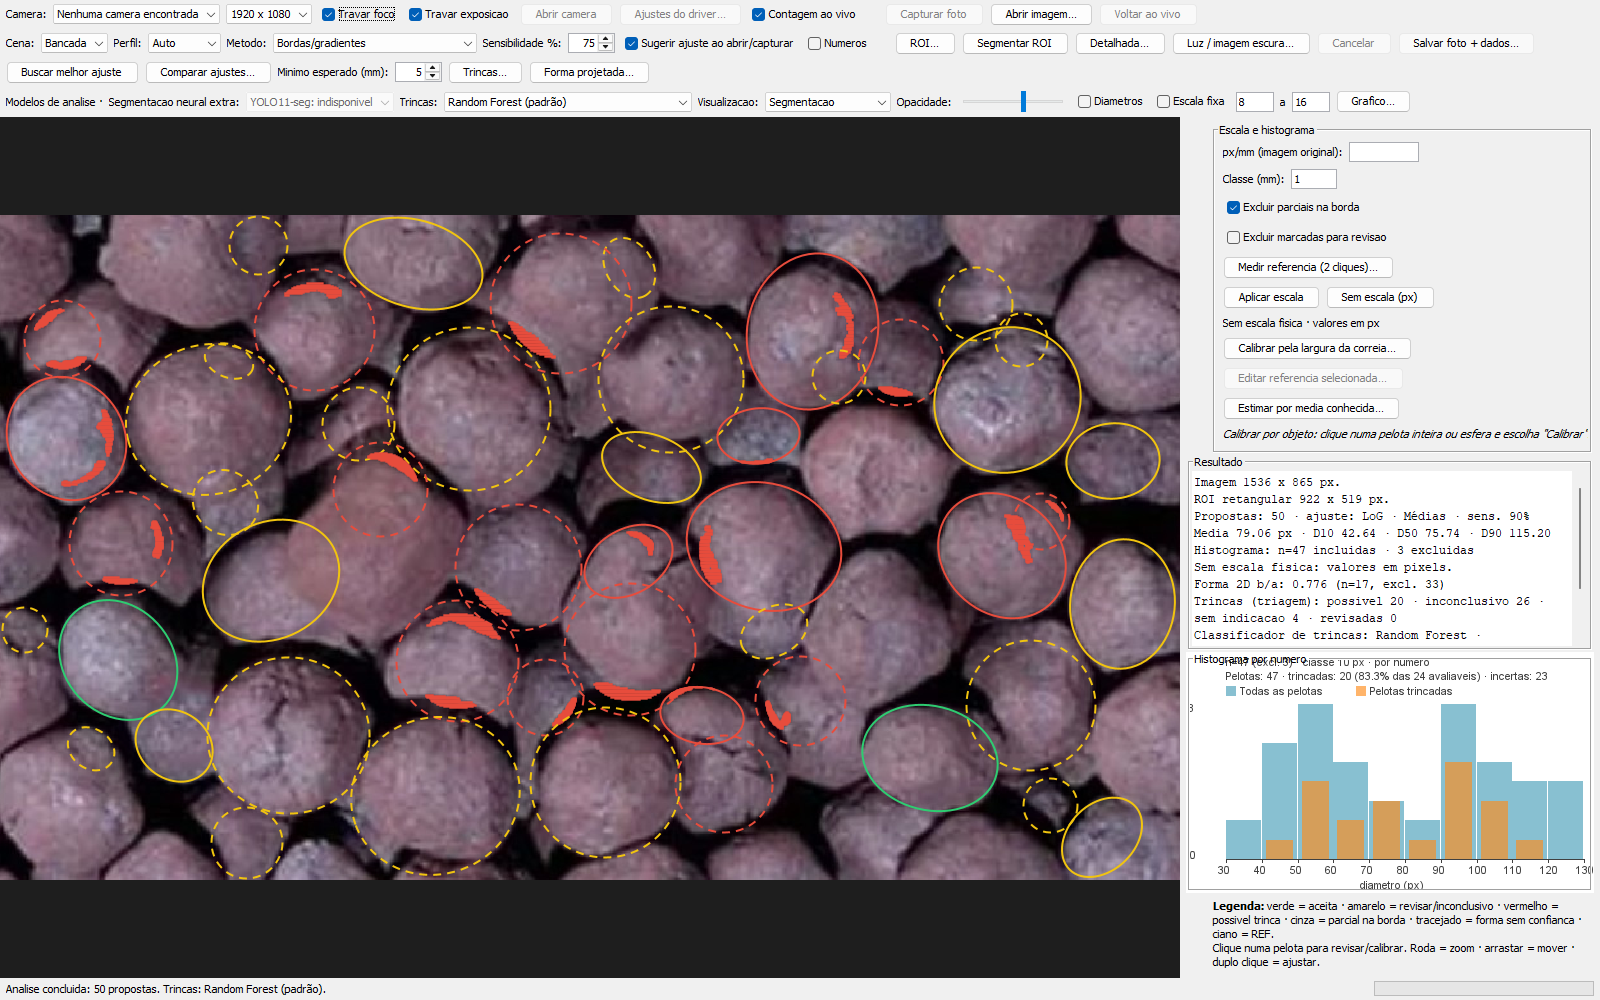 Camera: Nenhuma camera encontrada 1920 x 1080 Travar foco Travar exposicao Abrir camera Ajustes do driver... Contagem ao vivo Capturar foto Abrir imagem... Voltar ao vivo
Cena: Bancada Perfil: Auto Metodo: Bordas/gradientes Sensibilidade %: 75 Sugerir ajuste ao abrir/capturar Numeros ROI... Segmentar ROI Detalhada... Luz / imagem escura... Cancelar Salvar foto + dados...
Buscar melhor ajuste Comparar ajustes... Minimo esperado (mm): 5 Trincas... Forma projetada...
Modelos de analise · Segmentacao neural extra: YOLO11-seg: indisponivel Trincas: Random Forest (padrão) Visualizacao: Segmentacao Opacidade: Diametros Escala fixa 8 a 16 Grafico...
Escala e histograma
px/mm (imagem original):
Classe (mm): 1
Excluir parciais na borda
Excluir marcadas para revisao
Medir referencia (2 cliques)...
Aplicar escala Sem escala (px)
Sem escala fisica · valores em px
Calibrar pela largura da correia...
Editar referencia selecionada...
Estimar por media conhecida...
Calibrar por objeto: clique numa pelota inteira ou esfera e escolha "Calibrar"
Resultado
Imagem 1536 x 865 px.
ROI retangular 922 x 519 px.
Propostas: 50 · ajuste: LoG · Médias · sens. 90%
Media 79.06 px · D10 42.64 · D50 75.74 · D90 115.20
Histograma: n=47 incluidas · 3 excluidas
Sem escala fisica: valores em pixels.
Forma 2D b/a: 0.776 (n=17, excl. 33)
Trincas (triagem): possivel 20 · inconclusivo 26 ·
sem indicacao 4 · revisadas 0
Classificador de trincas: Random Forest ·
Histograma por numero
n=47 (excl. 3) · classe 10 px · por numero
Pelotas: 47 · trincadas: 20 (83.3% das 24 avaliaveis) · incertas: 23
Todas as pelotas Pelotas trincadas
8
0
30 40 50 60 70 80 90 100 110 120 130
diametro (px)
Legenda: verde = aceita · amarelo = revisar/inconclusivo · vermelho =
possivel trinca · cinza = parcial na borda · tracejado = forma sem confianca ·
ciano = REF.
Clique numa pelota para revisar/calibrar. Roda = zoom · arrastar = mover ·
duplo clique = ajustar.
Analise concluida: 50 propostas. Trincas: Random Forest (padrão).